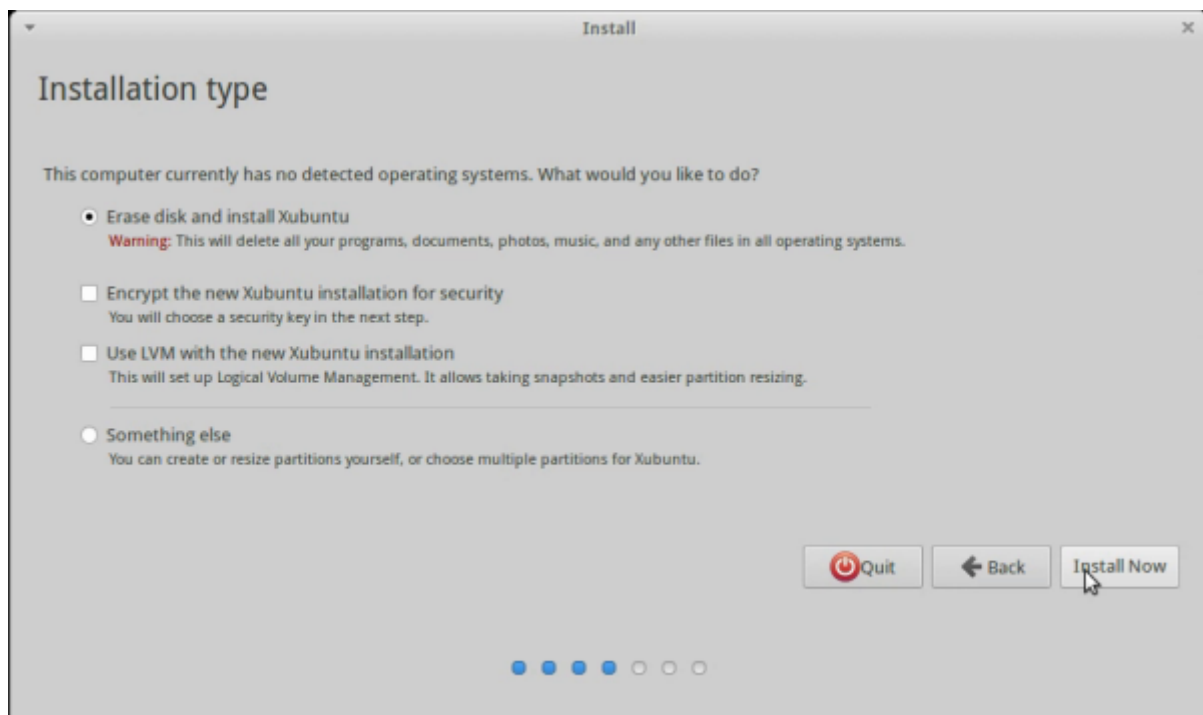 Install
Installation type
This computer currently has no detected operating systems. What would you like to do?
Erase disk and install Xubuntu
Warning: This will delete all your programs, documents, photos, music, and any other files in all operating systems.
Encrypt the new Xubuntu installation for security
You will choose a security key in the next step.
Use LVM with the new Xubuntu installation
This will set up Logical Volume Management. It allows taking snapshots and easier partition resizing.
Something else
You can create or resize partitions yourself, or choose multiple partitions for Xubuntu.
Quit Back Install Now